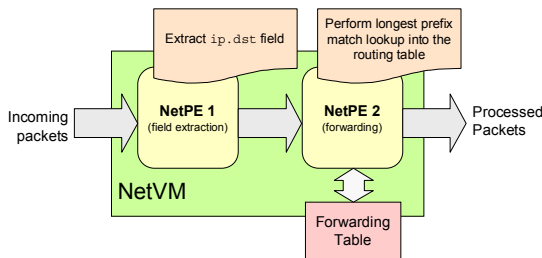 Extract ip.dst field
Perform longest prefix
match lookup into the
routing table
Incoming
packets
NetPE 1
(field extraction)
NetPE 2
(forwarding)
Processed
Packets
NetVM
Forwarding
Table